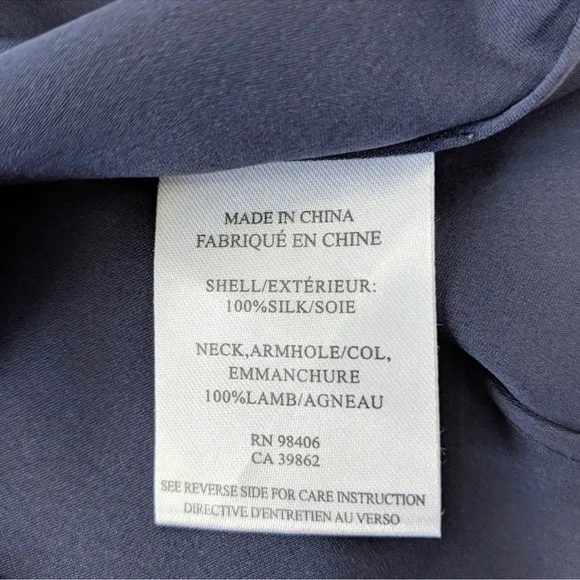 MADE IN CHINA
FABRIQUÉ EN CHINE
SHELL/EXTÉRIEUR:
100%SILK/SOIE
NECK,ARMHOLE/COL,
EMMANCHURE
100%LAMB/AGNEAU
RN 98406
CA 39862
SEE REVERSE SIDE FOR CARE INSTRUCTION
DIRECTIVE D'ENTRETIEN AU VERSO